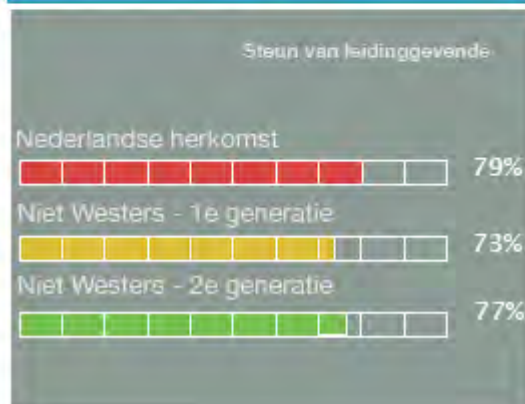 Steun van leidinggevende
Nederlandse herkomst
79%
Niet Westers - 1e generatie
73%
Niet Westers - 2e generatie
77%